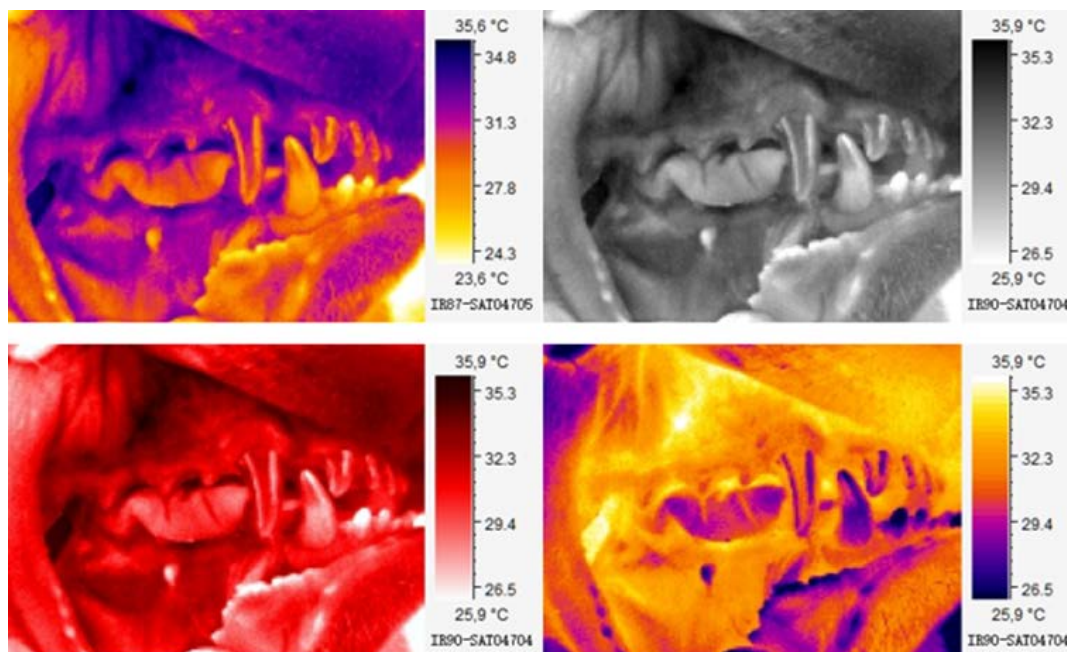 35,6 °C
34.8
31.3
27.8
24.3
23,6 °C
IR87-SAT04705
35,9 °C
35.3
32.3
29.4
26.5
25,9 °C
IR90-SAT04704
35,9 °C
35.3
32.3
29.4
26.5
25,9 °C
IR90-SAT04704
35,9 °C
35.3
32.3
29.4
26.5
25,9 °C
IR90-SAT04704